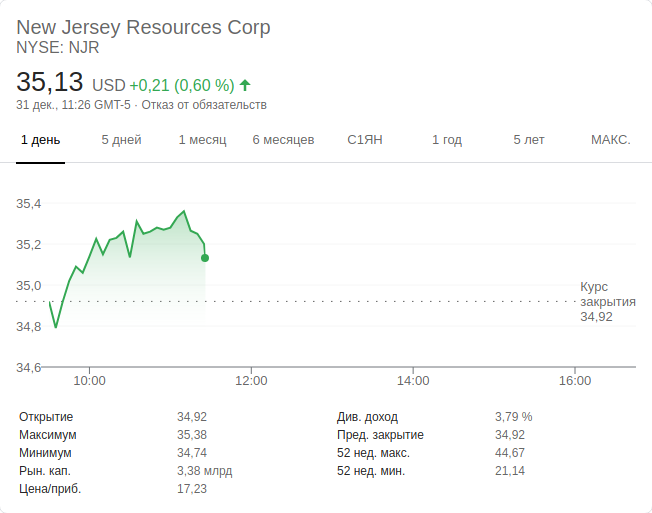 New Jersey Resources Corp
NYSE: NJR
35,13 USD +0,21 (0,60 %)
31 дек., 11:26 GMT-5 · Отказ от обязательств
1 день 5 дней 1 месяц 6 месяцев С1ЯН 1 год 5 лет МАКС.
35,4
35,2
35,0
34,8
34,6
Курс
закрытия
34,92
10:00 12:00 14:00 16:00
Открытие 34,92 Див. доход 3,79 %
Максимум 35,38 Пред. закрытие 34,92
Минимум 34,74 52 нед. макс. 44,67
Рын. кап. 3,38 млрд 52 нед. мин. 21,14
Цена/приб. 17,23